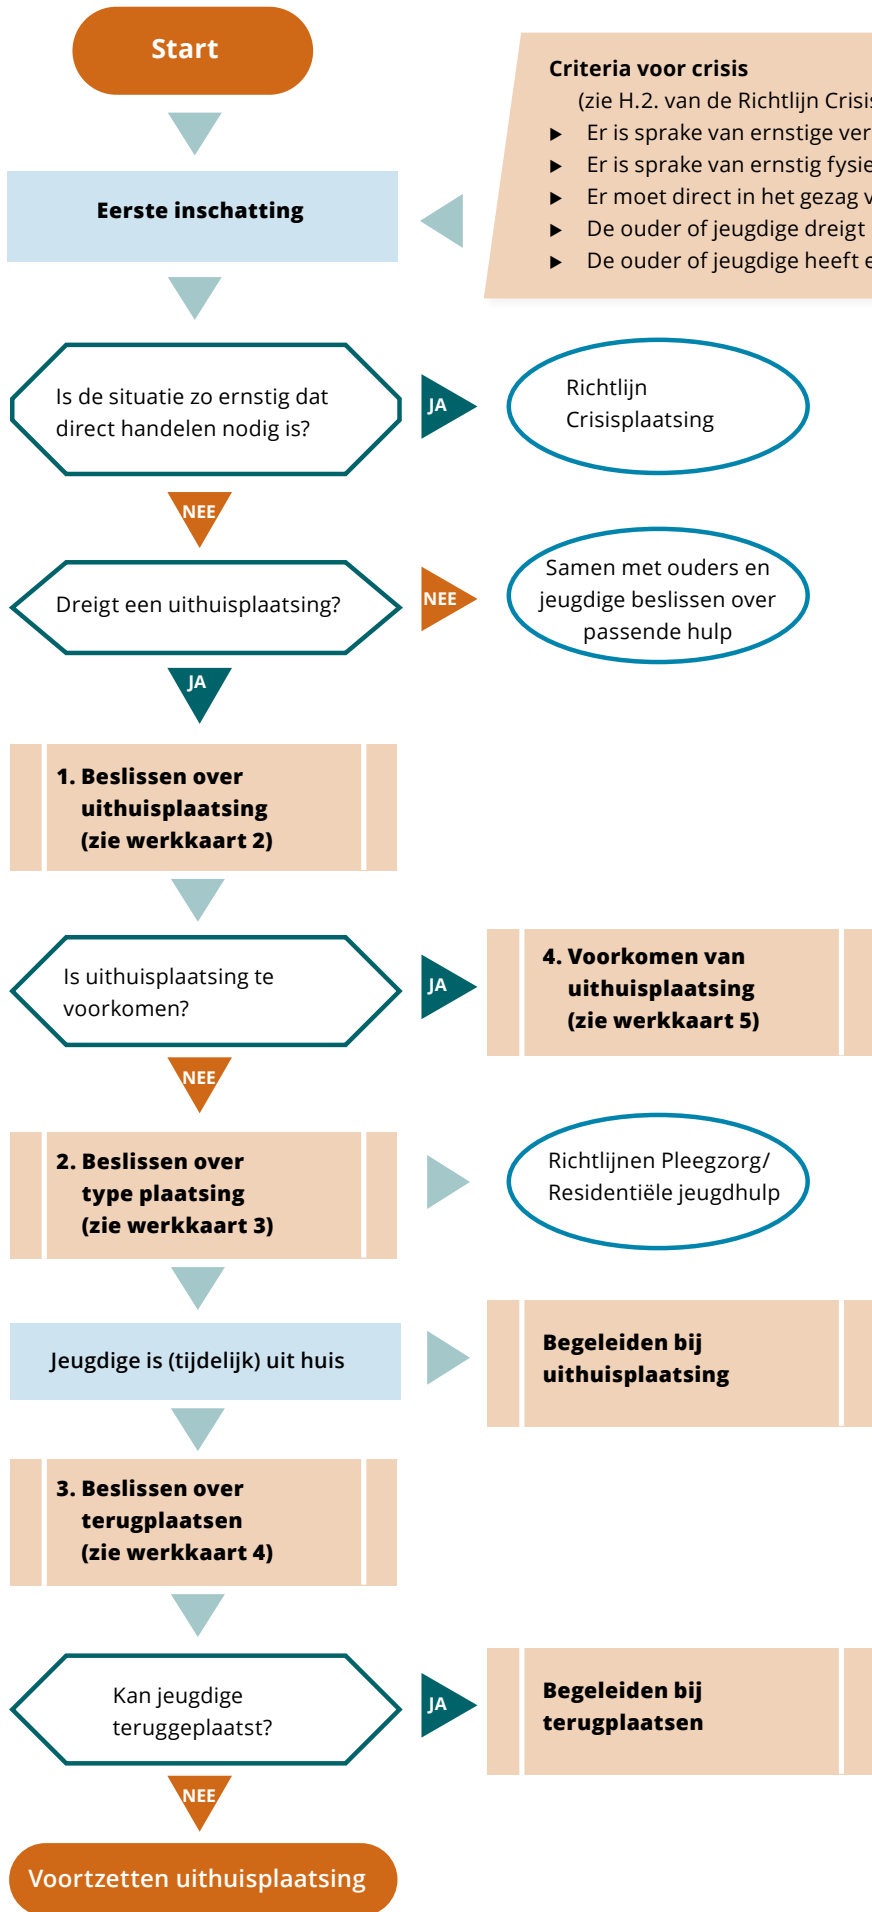 Start
Criteria voor crisis
(zie H.2. van de Richtlijn
Er is sprake van ernstige
Er is sprake van ernstig
Er moet direct in het gezag
De ouder of jeugdige dreigt
De ouder of jeugdige heeft
Eerste inschatting
Is de situatie zo ernstig dat
direct handelen nodig is?
JA
Richtlijn
Crisisplaatsing
NEE
Dreigt een uithuisplaatsing?
NEE
Samen met ouders en
jeugdige beslissen over
passende hulp
JA
1. Beslissen over
uithuisplaatsing
(zie werkkaart 2)
Is uithuisplaatsing te
voorkomen?
JA
4. Voorkomen van
uithuisplaatsing
(zie werkkaart 5)
NEE
2. Beslissen over
type plaatsing
(zie werkkaart 3)
Richtlijnen Pleegzorg/
Residentiële jeugdhulp
Jeugdige is (tijdelijk) uit huis
Begeleiden bij
uithuisplaatsing
3. Beslissen over
terugplaatsen
(zie werkkaart 4)
Kan jeugdige
teruggeplaatst?
JA
Begeleiden bij
terugplaatsen
NEE
Voortzetten uithuisplaatsing